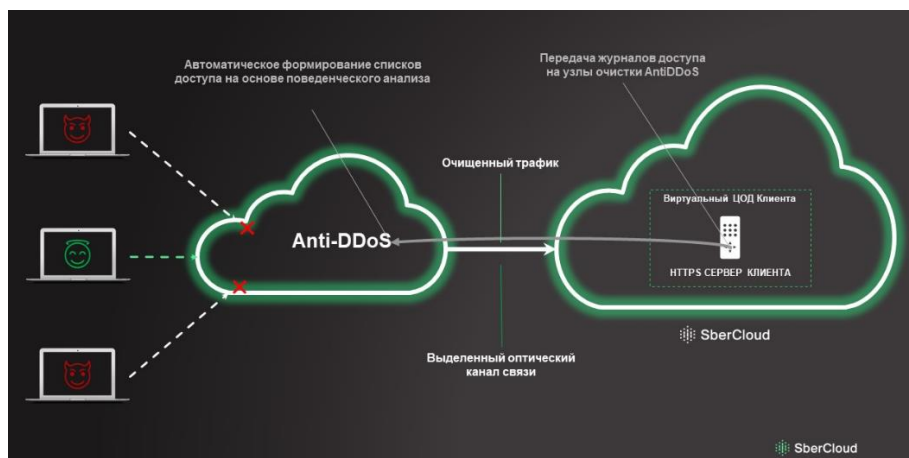 Автоматическое формирование списков
доступа на основе поведенческого анализа
Передача журналов доступа
на узлы очистки AntiDDoS
Очищенный трафик
Виртуальный ЦОД Клиента
Anti-DDoS
HTTPS СЕРВЕР КЛИЕНТА
SberCloud
Выделенный оптический
канал связи
SberCloud